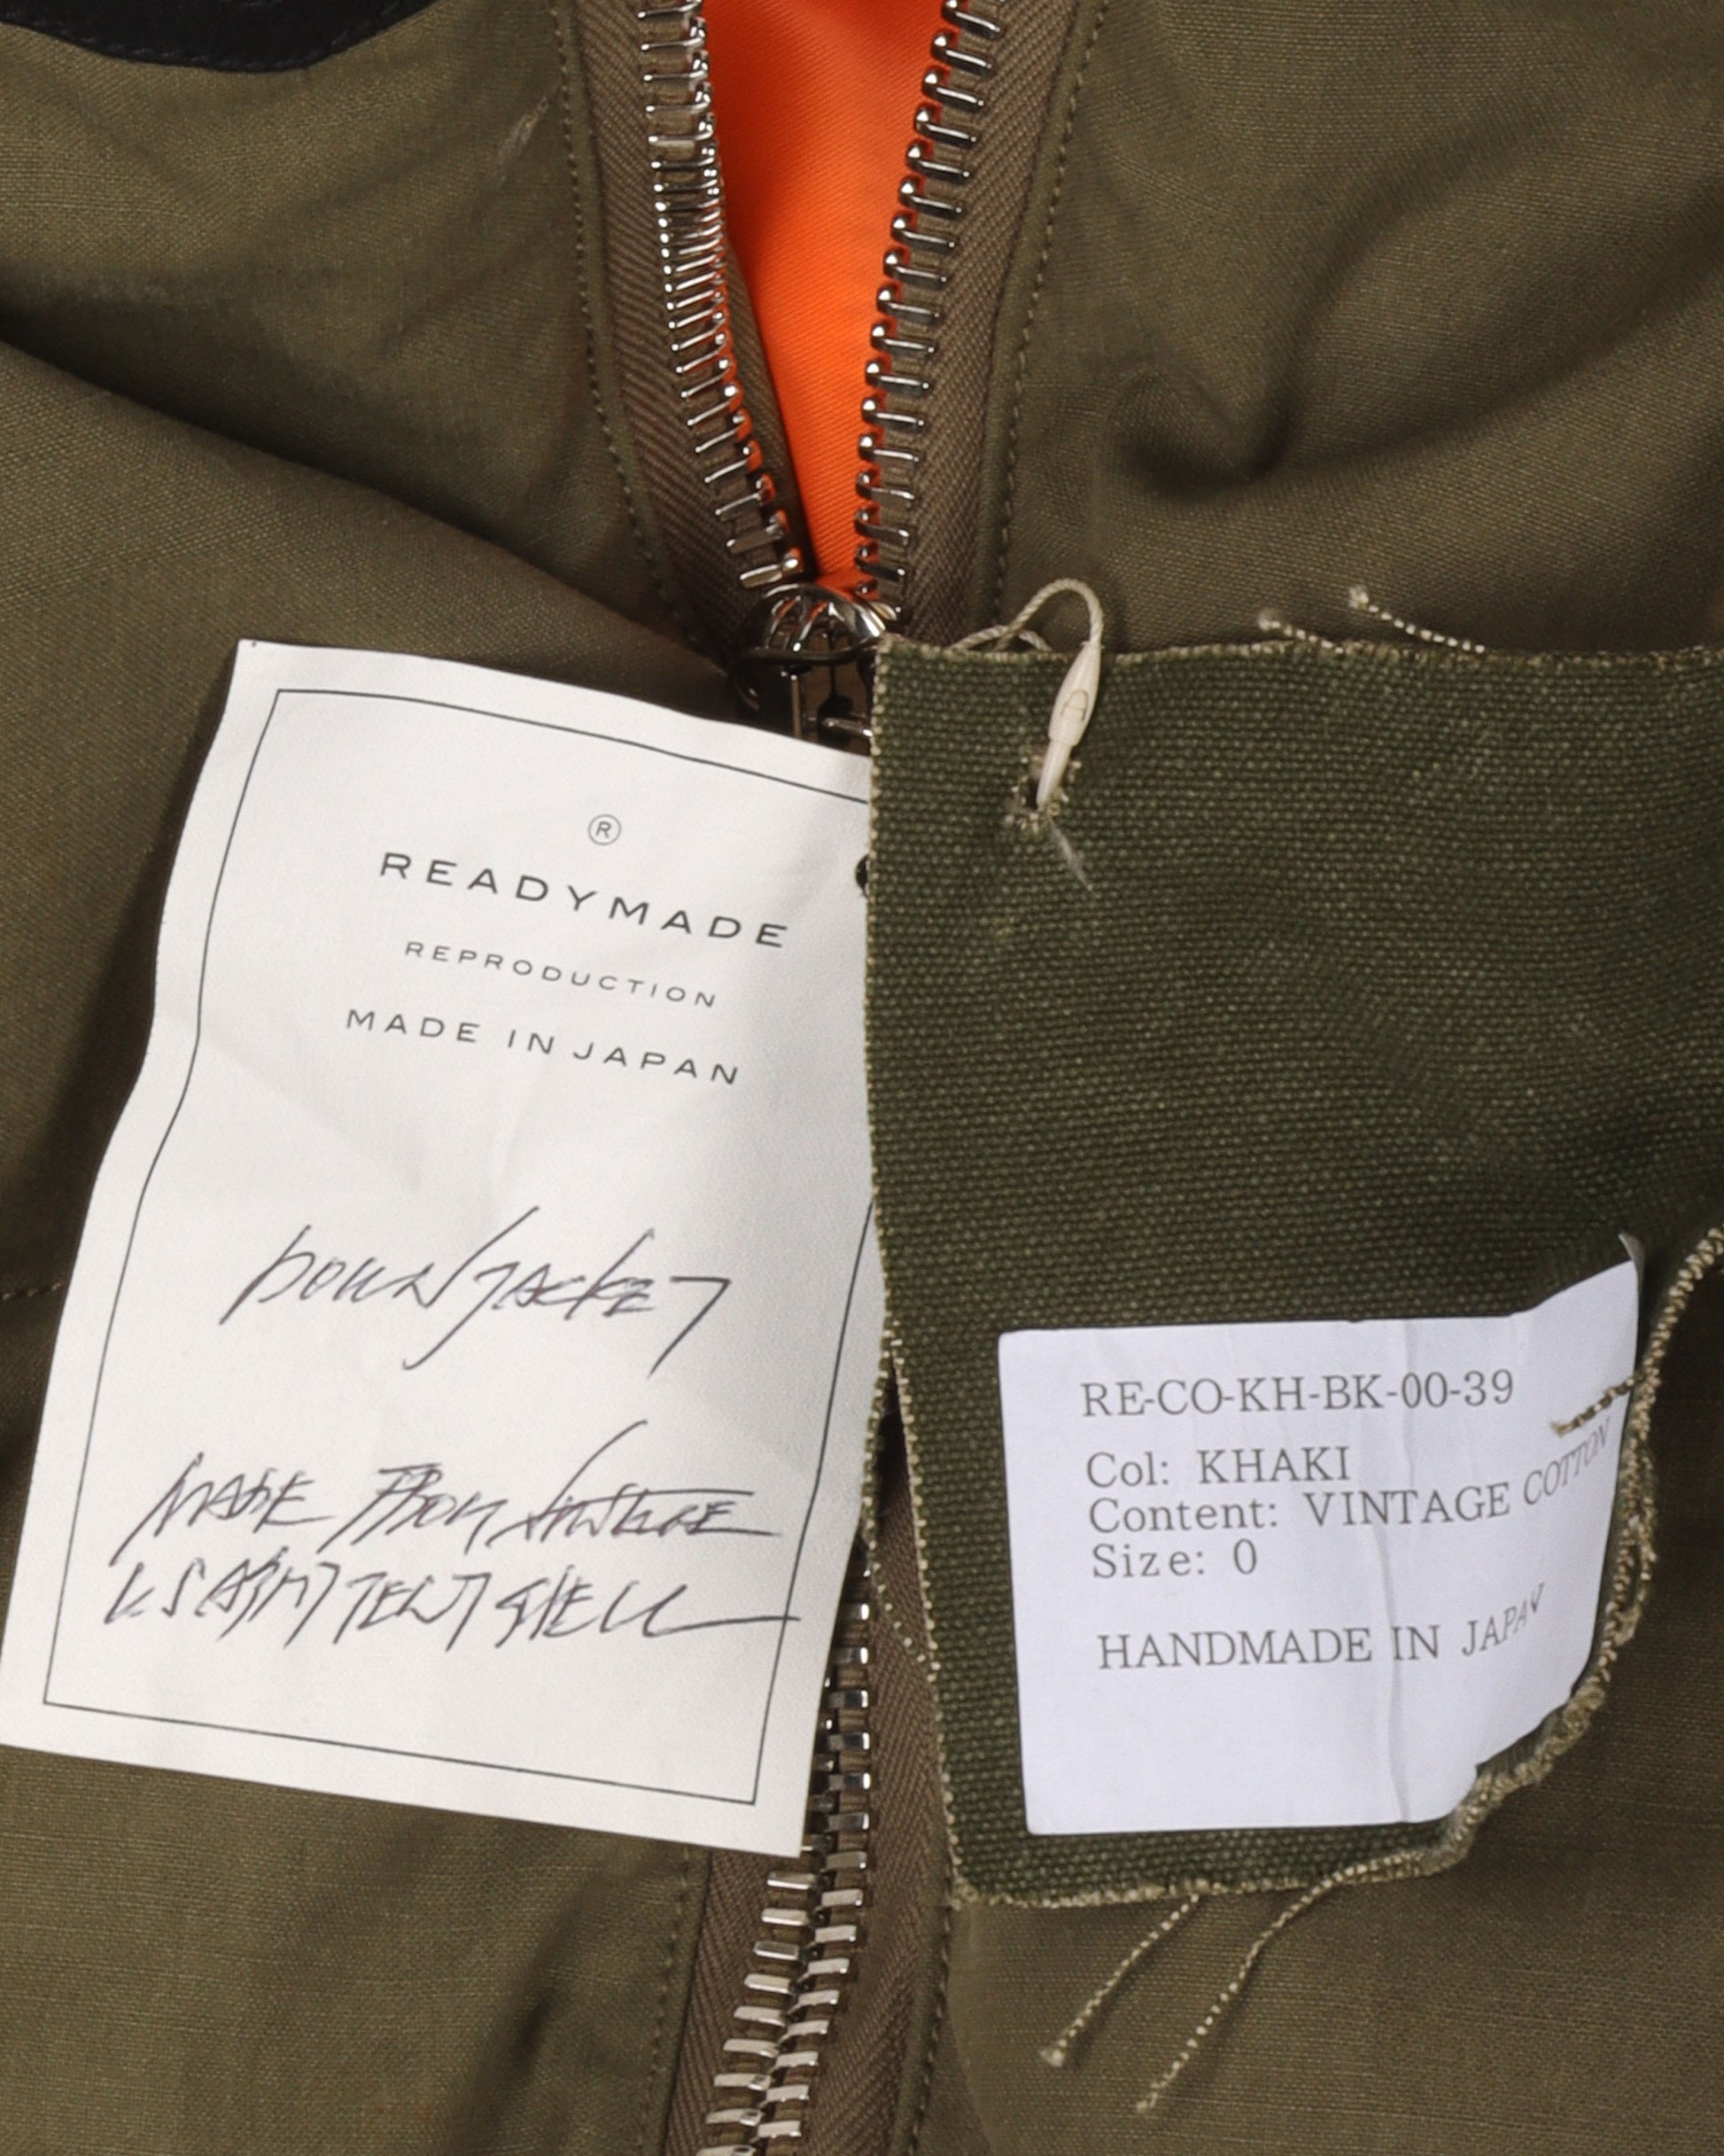 ®
READYMADE
REPRODUCTION
MADE IN JAPAN
DOWN JACKET
MADE FROM VINTAGE
US ARMY TENT SHELL
RE-CO-KH-BK-00-39
Col: KHAKI
Content: VINTAGE COTTON
Size: 0
HANDMADE IN JAPAN